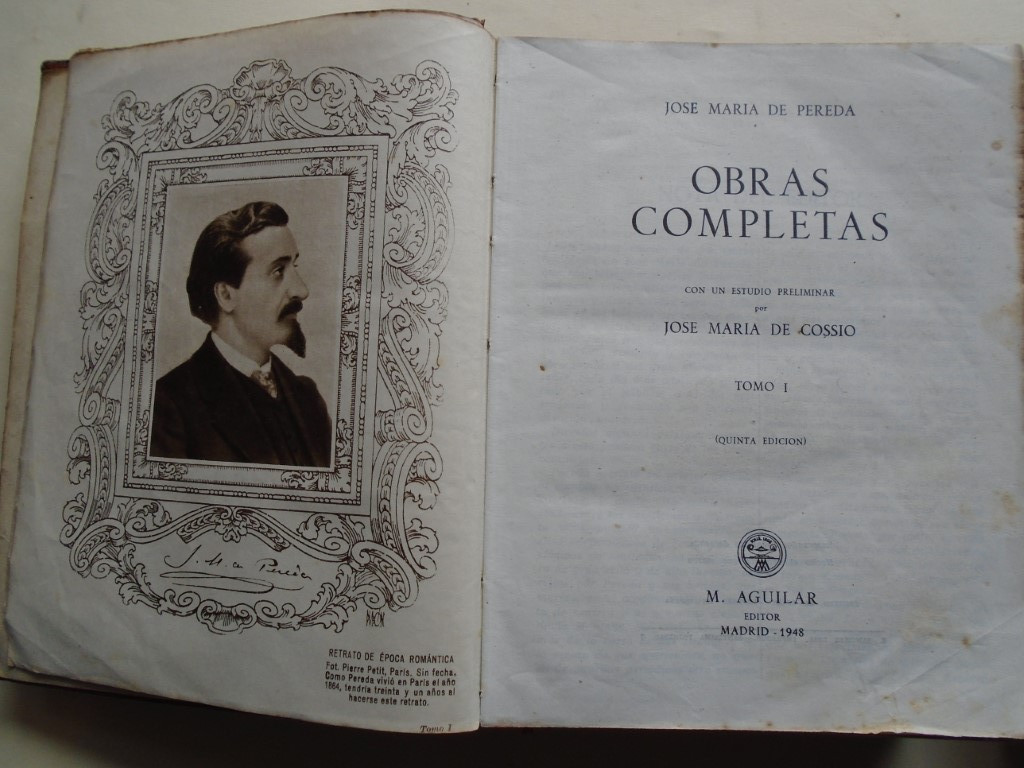 J. M. de Pereda
RETRATO DE ÉPOCA ROMÁNTICA
Fot. Pierre Petit, París. Sin fecha.
Como Pereda vivió en París el año
1864, tendría treinta y un años al
hacerse este retrato.
Tomo I
JOSE MARIA DE PEREDA
OBRAS
COMPLETAS
CON UN ESTUDIO PRELIMINAR
por
JOSE MARIA DE COSSIO
TOMO I
(QUINTA EDICION)
M. AGUILAR
EDITOR
MADRID - 1948